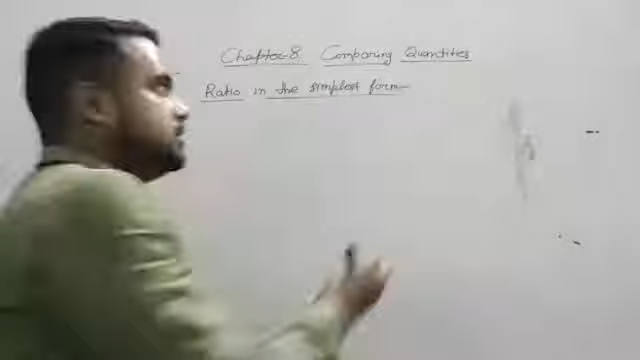 Chapter-8. Comparing Quantities
Ratio in the simplest form-